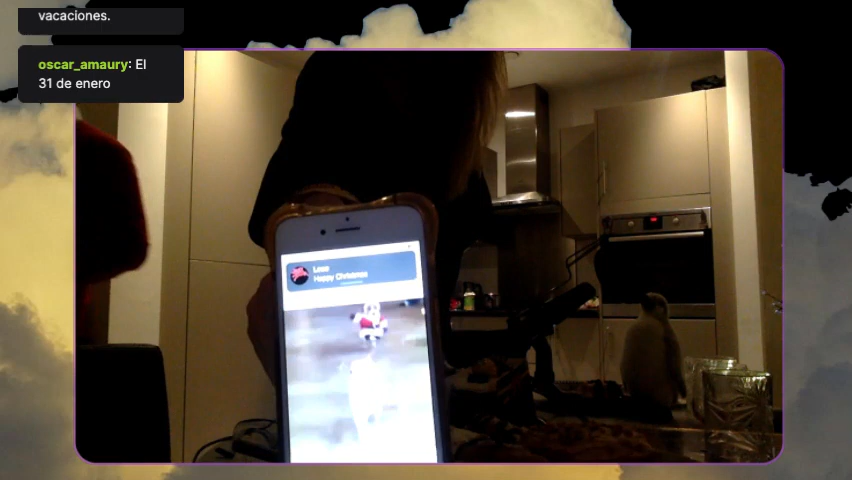 vacaciones.
oscar_amaury: El
31 de enero
Love
Happy Christmas